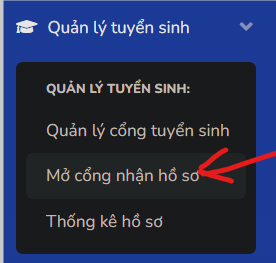 Quản lý tuyển sinh
QUẢN LÝ TUYỂN SINH:
Quản lý cổng tuyển sinh
Mở cổng nhận hồ sơ
Thống kê hồ sơ